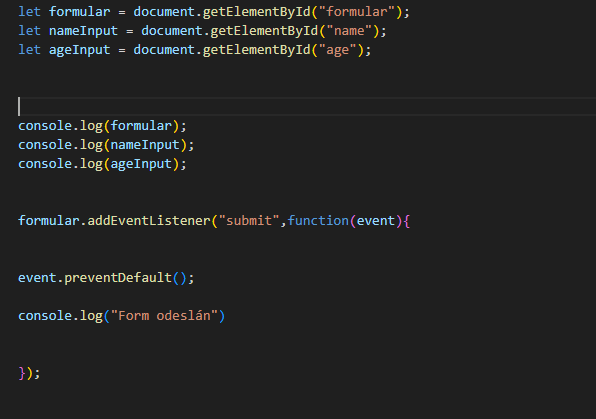 let formular = document.getElementById("formular");
let nameInput = document.getElementById("name");
let ageInput = document.getElementById("age");
console.log(formular);
console.log(nameInput);
console.log(ageInput);
formular.addEventListener("submit",function(event){
event.preventDefault();
console.log("Form odeslán")
});